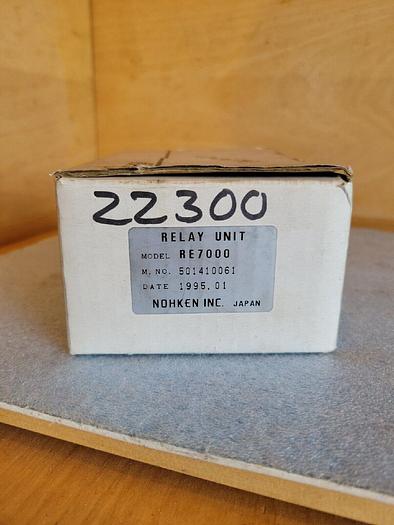 22300
RELAY UNIT
MODEL RE7000
M. NO. 501410061
DATE 1995.01
NOHKEN INC. JAPAN